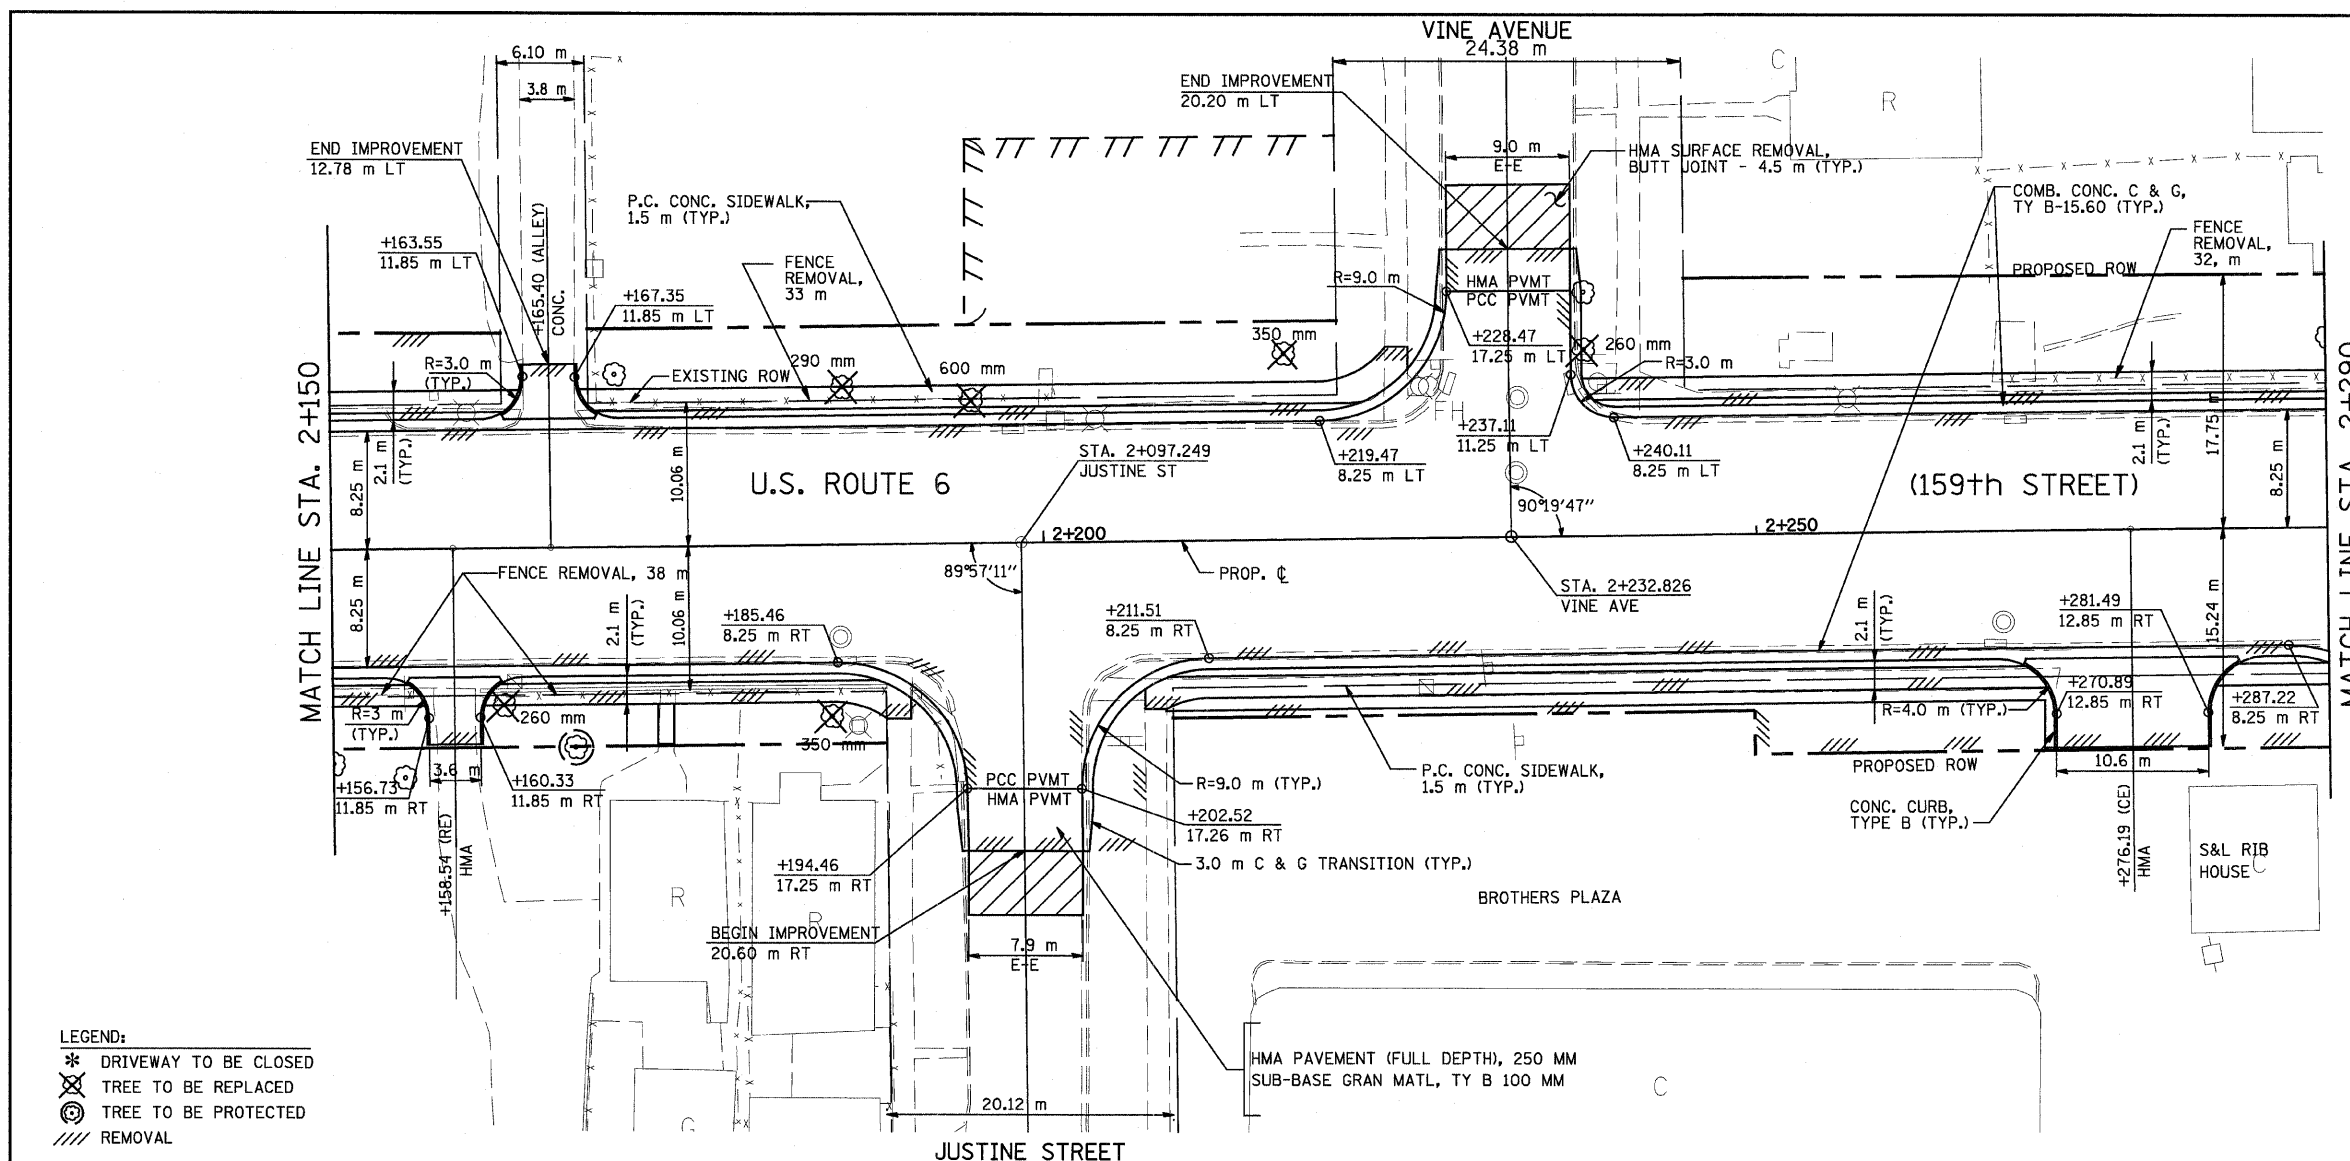 VINE AVENUE
24.38 m
6.10 m
3.8 m
END IMPROVEMENT
20.20 m LT
C
R
END IMPROVEMENT
12.78 m LT
9.0 m
E-E
HMA SURFACE REMOVAL,
BUTT JOINT - 4.5 m (TYP.)
P.C. CONC. SIDEWALK,
1.5 m (TYP.)
COMB. CONC. C & G,
TY B-15.60 (TYP.)
FENCE
REMOVAL,
32, m
PROPOSED ROW
+163.55
11.85 m LT
+165.40 (ALLEY)
CONC.
FENCE
REMOVAL,
33 m
+167.35
11.85 m LT
R=9.0 m
HMA PVMT
PCC PVMT
350 mm
+228.47
17.25 m LT
260 mm
R=3.0 m
R=3.0 m
(TYP.)
EXISTING ROW
290 mm
600 mm
FH
MATCH LINE STA. 2+150
MATCH LINE STA. 2+290
2.1 m
(TYP.)
8.25 m
10.06 m
U.S. ROUTE 6
STA. 2+097.249
JUSTINE ST
+219.47
8.25 m LT
+237.11
11.25 m LT
+240.11
8.25 m LT
90°19'47"
(159th STREET)
2.1 m
(TYP.)
17.75 m
8.25 m
2+200
2+250
89°57'11"
PROP. ℄
STA. 2+232.826
VINE AVE
FENCE REMOVAL, 38 m
8.25 m
2.1 m
(TYP.)
10.06 m
+185.46
8.25 m RT
+211.51
8.25 m RT
2.1 m
(TYP.)
+281.49
12.85 m RT
15.24 m
R=3 m
(TYP.)
260 mm
350 mm
R=4.0 m (TYP.)
+270.89
12.85 m RT
+287.22
8.25 m RT
3.6 m
+156.73
11.85 m RT
+160.33
11.85 m RT
PCC PVMT
HMA PVMT
R=9.0 m (TYP.)
P.C. CONC. SIDEWALK,
1.5 m (TYP.)
PROPOSED ROW
10.6 m
CONC. CURB,
TYPE B (TYP.)
+158.54 (RE)
HMA
+202.52
17.26 m RT
+194.46
17.25 m RT
3.0 m C & G TRANSITION (TYP.)
+276.19 (CE)
HMA
S&L RIB
HOUSE
C
BROTHERS PLAZA
R
R
BEGIN IMPROVEMENT
20.60 m RT
7.9 m
E-E
LEGEND:
* DRIVEWAY TO BE CLOSED
TREE TO BE REPLACED
TREE TO BE PROTECTED
REMOVAL
G
HMA PAVEMENT (FULL DEPTH), 250 MM
SUB-BASE GRAN MATL, TY B 100 MM
C
20.12 m
JUSTINE STREET